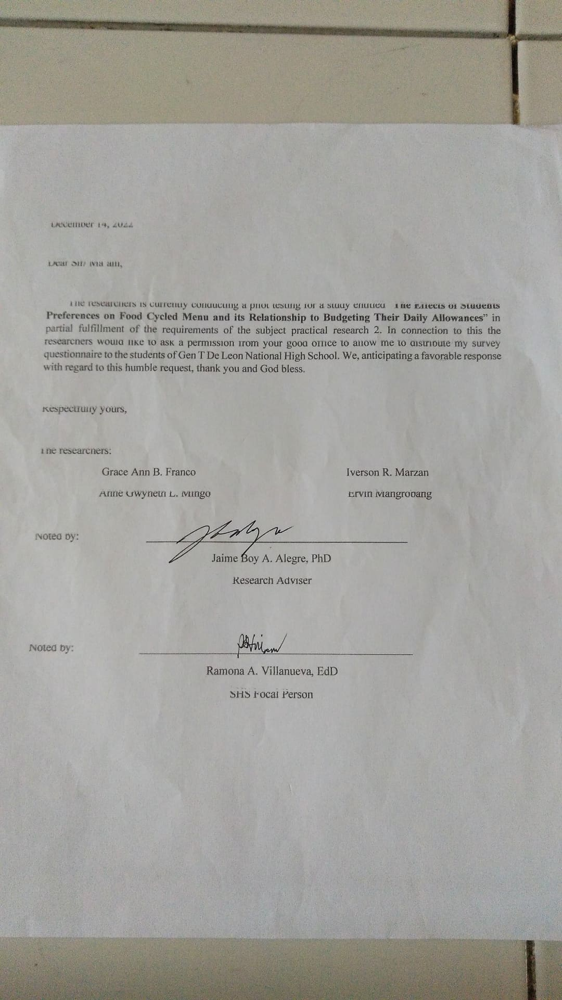 December 14, 2022
Dear Sir/ Ma am,
The researchers is currently conducting a pilot testing for a study entitled The Effects of Students
Preferences on Food Cycled Menu and its Relationship to Budgeting Their Daily Allowances” in
partial fulfillment of the requirements of the subject practical research 2. In connection to this the
researchers would like to ask a permission from your good office to allow me to distribute my survey
questionnaire to the students of Gen T De Leon National High School. We, anticipating a favorable response
with regard to this humble request, thank you and God bless.
Respectfully yours,
The researchers:
Grace Ann B. Franco Iverson R. Marzan
Anne Gwyneth L. Mingo Ervin Mangrobang
Noted by:
Jaime Boy A. Alegre, PhD
Research Adviser
Noted by:
Ramona A. Villanueva, EdD
SHS Focal Person